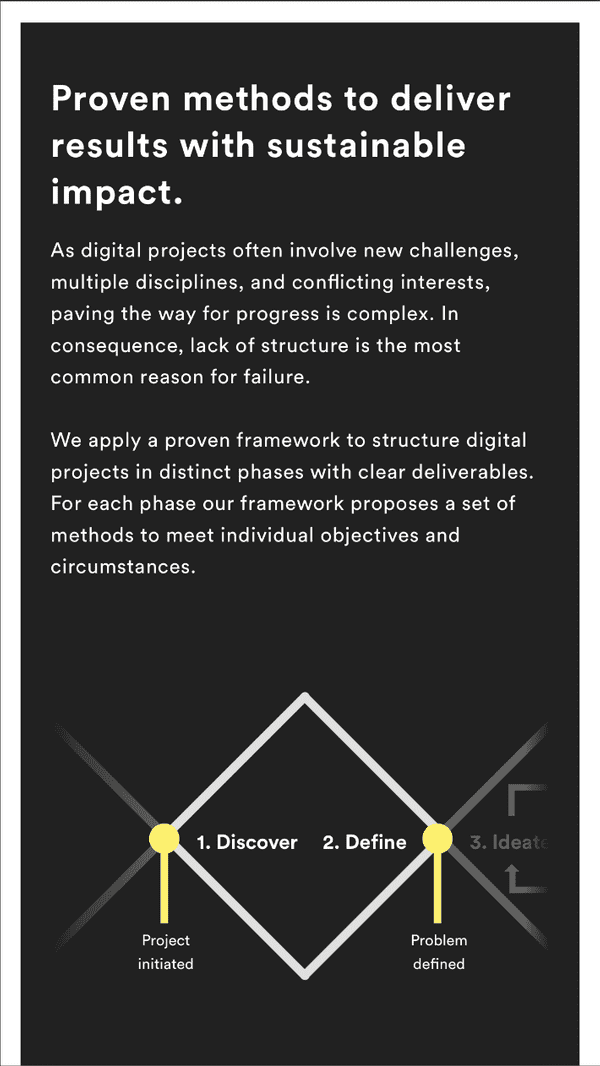 Proven methods to deliver
results with sustainable
impact.
As digital projects often involve new challenges,
multiple disciplines, and conflicting interests,
paving the way for progress is complex. In
consequence, lack of structure is the most
common reason for failure.
We apply a proven framework to structure digital
projects in distinct phases with clear deliverables.
For each phase our framework proposes a set of
methods to meet individual objectives and
circumstances.
1. Discover 2. Define 3. Ideate
Project
initiated
Problem
defined